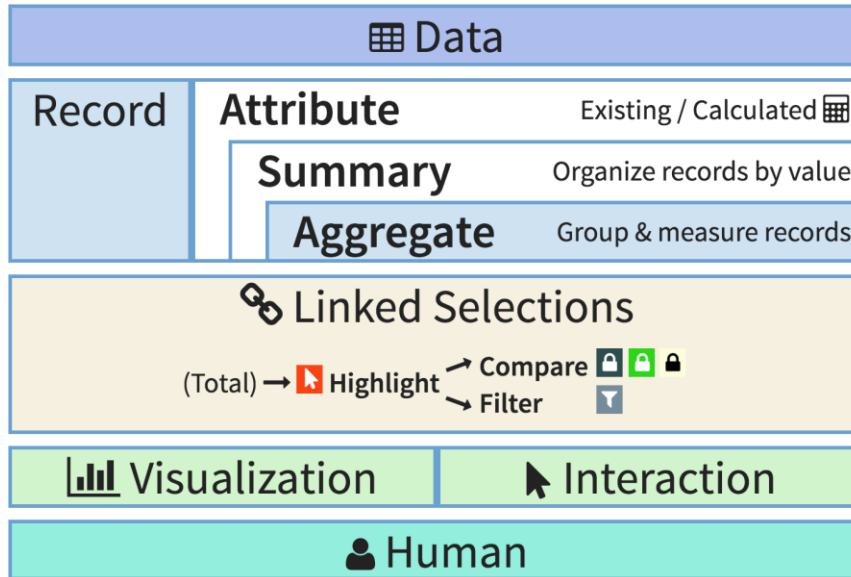 Data
Record
Attribute Existing / Calculated
Summary Organize records by value
Aggregate Group & measure records
Linked Selections
(Total) → Highlight
Compare
Filter
Visualization
Interaction
Human